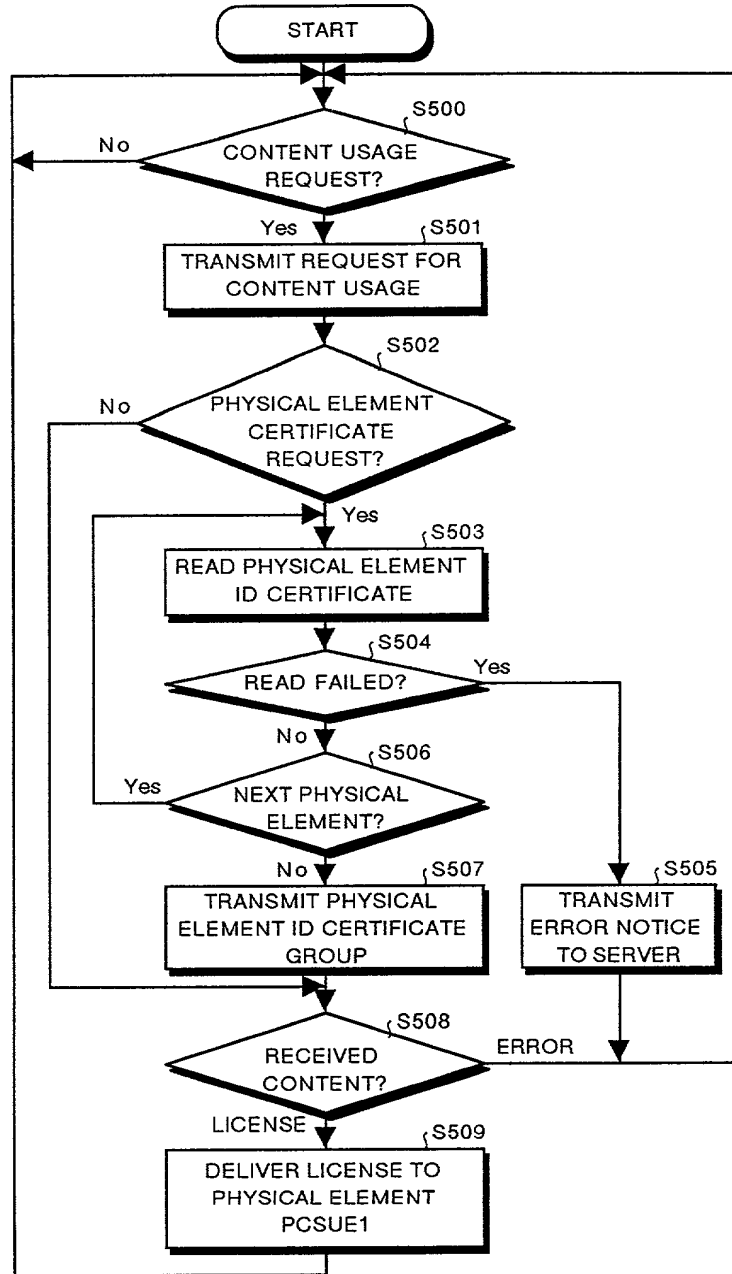 START
S500
No
CONTENT USAGE
REQUEST?
Yes
S501
TRANSMIT REQUEST FOR
CONTENT USAGE
S502
No
PHYSICAL ELEMENT
CERTIFICATE
REQUEST?
Yes
S503
READ PHYSICAL ELEMENT
ID CERTIFICATE
S504
Yes
READ FAILED?
No
S506
Yes
NEXT PHYSICAL
ELEMENT?
No
S507
TRANSMIT PHYSICAL
ELEMENT ID CERTIFICATE
GROUP
S505
TRANSMIT
ERROR NOTICE
TO SERVER
S508
ERROR
RECEIVED
CONTENT?
LICENSE
S509
DELIVER LICENSE TO
PHYSICAL ELEMENT
PCSUE1